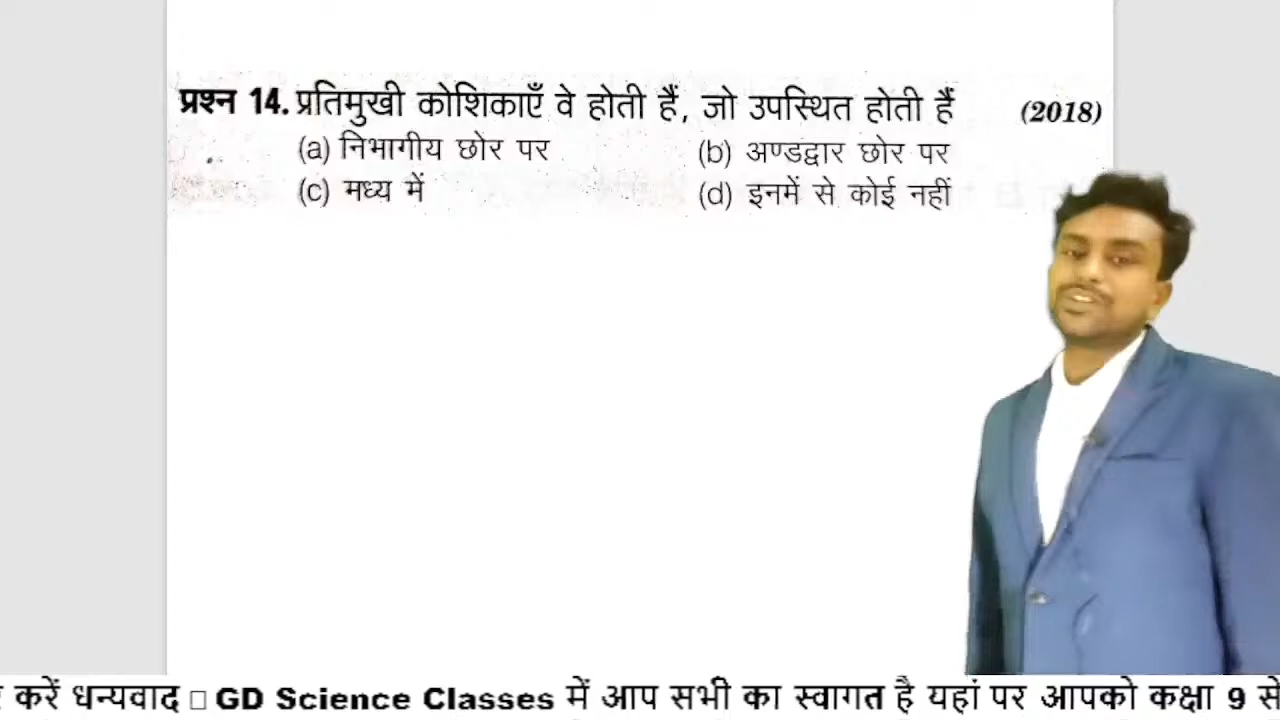 प्रश्न 14. प्रतिमुखी कोशिकाएँ वे होती हैं, जो उपस्थित होती हैं (2018)
(a) निभागीय छोर पर (b) अण्डद्वार छोर पर
(c) मध्य में (d) इनमें से कोई नहीं
करें धन्यवाद □ GD Science Classes में आप सभी का स्वागत है यहां पर आपको कक्षा 9 से